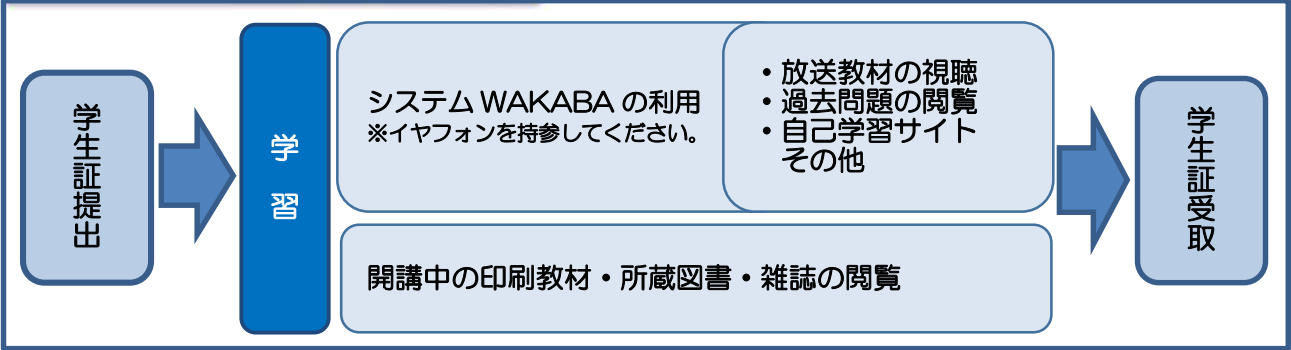 学生証提出
学習
システム WAKABA の利用
※イヤフォンを持参してください。
・放送教材の視聴
・過去問題の閲覧
・自己学習サイト
その他
開講中の印刷教材・所蔵図書・雑誌の閲覧
学生証受取